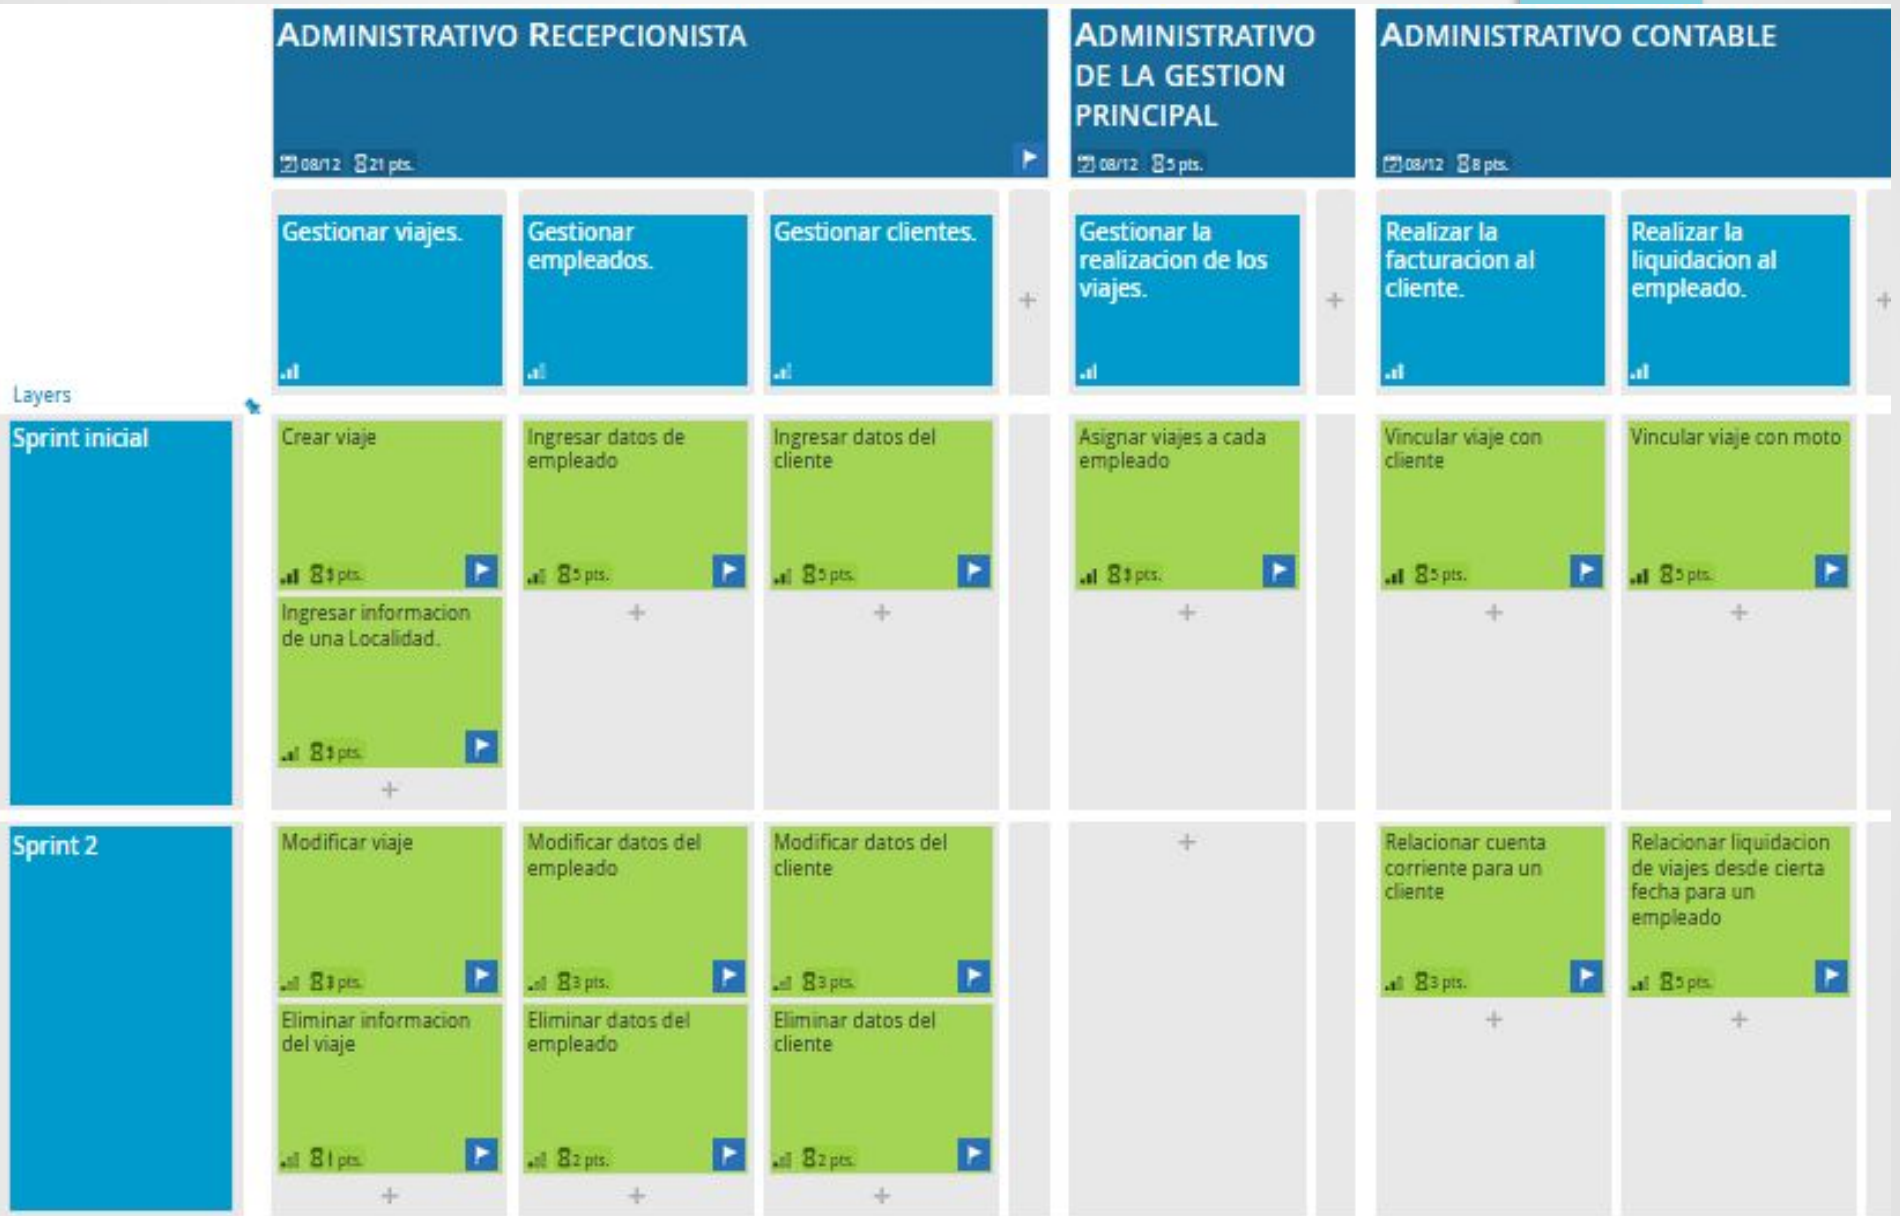 ADMINISTRATIVO RECEPCIONISTA
08/12 21 pts.
ADMINISTRATIVO
DE LA GESTION
PRINCIPAL
08/12 5 pts.
ADMINISTRATIVO CONTABLE
08/12 8 pts.
Gestionar viajes.
Gestionar
empleados.
Gestionar clientes.
Gestionar la
realizacion de los
viajes.
Realizar la
facturacion al
cliente.
Realizar la
liquidacion al
empleado.
Layers
Sprint inicial
Crear viaje
pts.
Ingresar datos de
empleado
5 pts.
Ingresar datos del
cliente
5 pts.
Asignar viajes a cada
empleado
pts.
Vincular viaje con
cliente
5 pts.
Vincular viaje con moto
5 pts.
Ingresar informacion
de una Localidad.
pts.
Sprint 2
Modificar viaje
pts.
Modificar datos del
empleado
3 pts.
Modificar datos del
cliente
3 pts.
Relacionar cuenta
corriente para un
cliente
3 pts.
Relacionar liquidacion
de viajes desde cierta
fecha para un
empleado
5 pts.
Eliminar informacion
del viaje
1 pts.
Eliminar datos del
empleado
2 pts.
Eliminar datos del
cliente
2 pts.